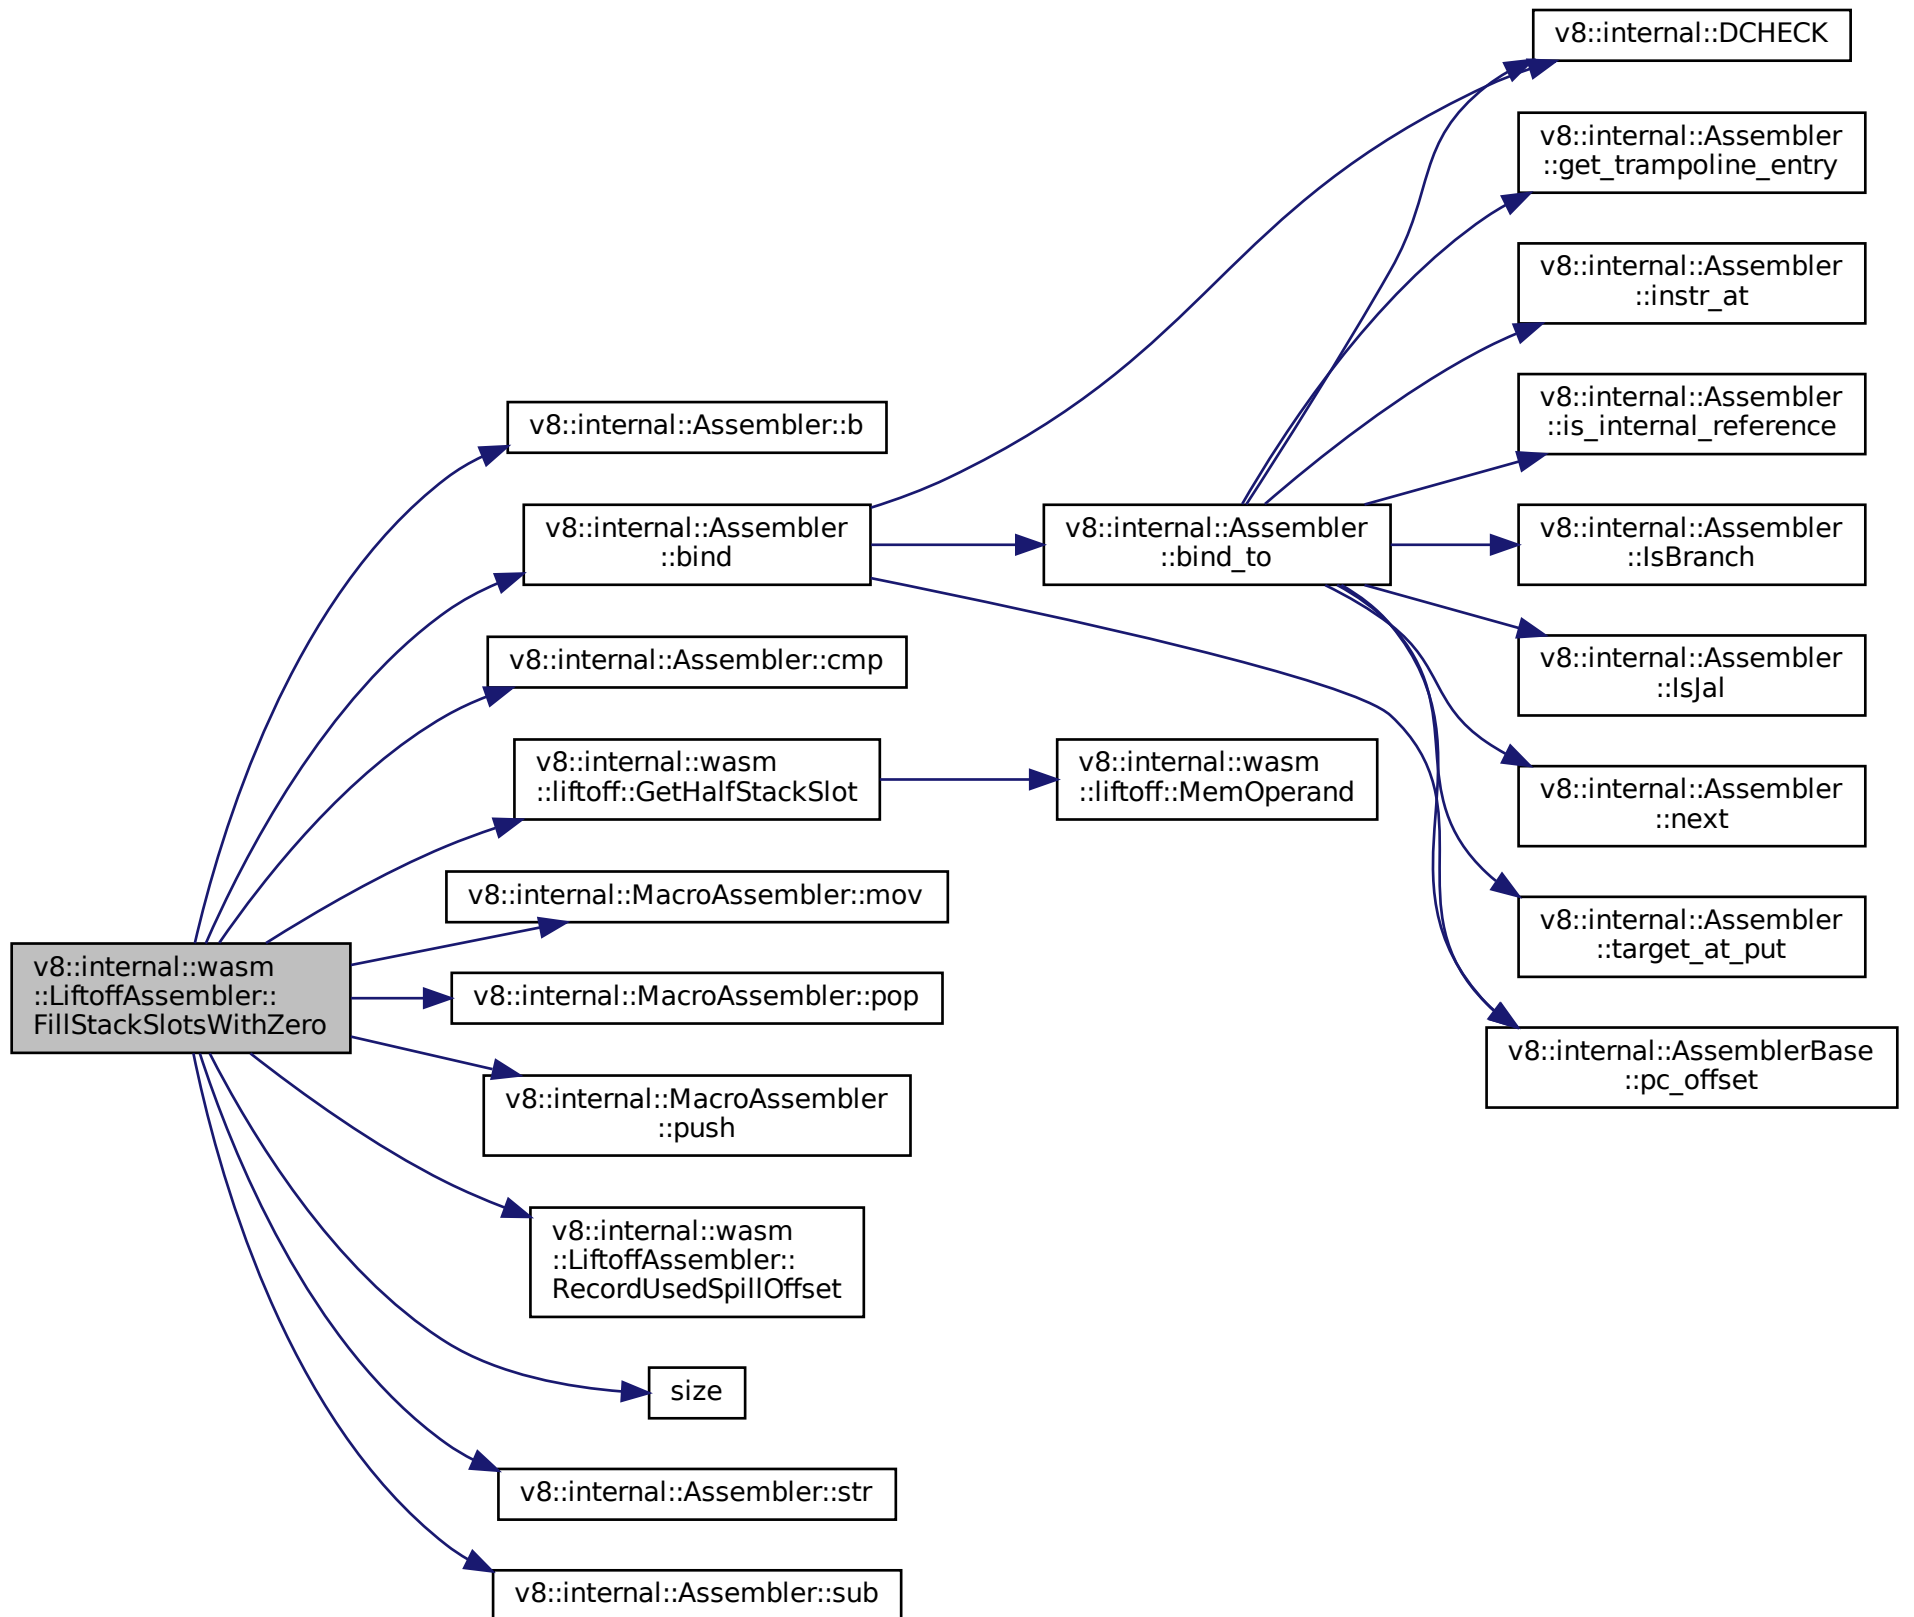 v8::internal::wasm
::LiftoffAssembler::
FillStackSlotsWithZero
v8::internal::Assembler::b
v8::internal::Assembler
::bind
v8::internal::Assembler::cmp
v8::internal::wasm
::liftoff::GetHalfStackSlot
v8::internal::MacroAssembler::mov
v8::internal::MacroAssembler::pop
v8::internal::MacroAssembler
::push
v8::internal::wasm
::LiftoffAssembler::
RecordUsedSpillOffset
size
v8::internal::Assembler::str
v8::internal::Assembler::sub
v8::internal::Assembler
::bind_to
v8::internal::wasm
::liftoff::MemOperand
v8::internal::DCHECK
v8::internal::Assembler
::get_trampoline_entry
v8::internal::Assembler
::instr_at
v8::internal::Assembler
::is_internal_reference
v8::internal::Assembler
::IsBranch
v8::internal::Assembler
::IsJal
v8::internal::Assembler
::next
v8::internal::Assembler
::target_at_put
v8::internal::AssemblerBase
::pc_offset